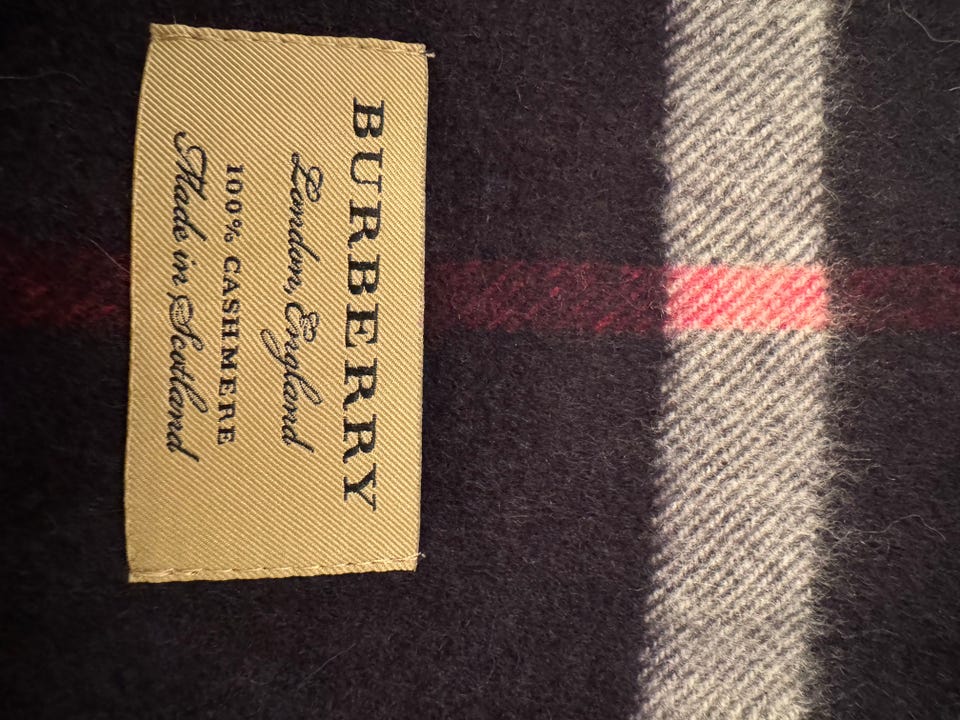 BURBERRY
London England
100% CASHMERE
Made in Scotland